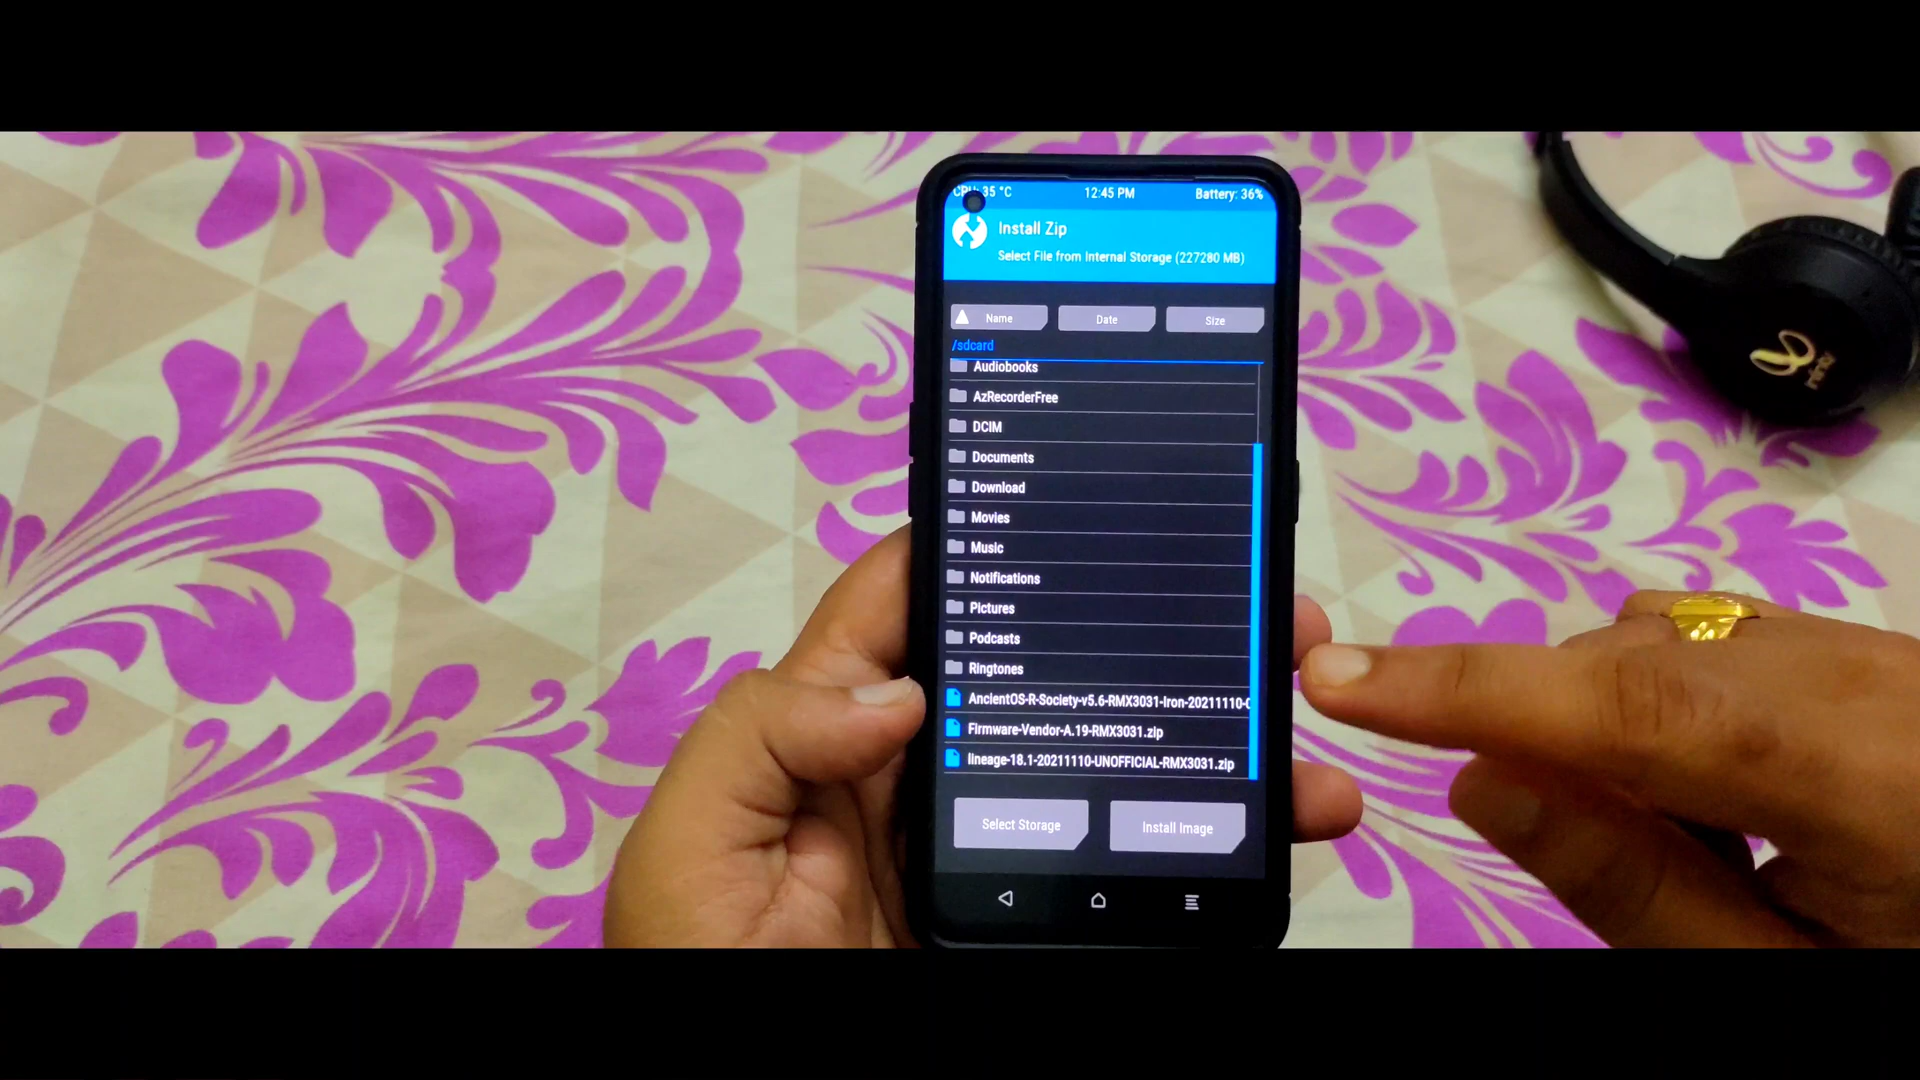 CPU: 35 °C 12:45 PM Battery: 36%
Install Zip
Select File from Internal Storage (227280 MB)
Name Date Size
/sdcard
Audiobooks
AzRecorderFree
DCIM
Documents
Download
Movies
Music
Notifications
Pictures
Podcasts
Ringtones
AncientOS-R-Society-v5.6-RMX3031-Iron-20211110-0
Firmware-Vendor-A.19-RMX3031.zip
lineage-18.1-20211110-UNOFFICIAL-RMX3031.zip
Select Storage Install Image